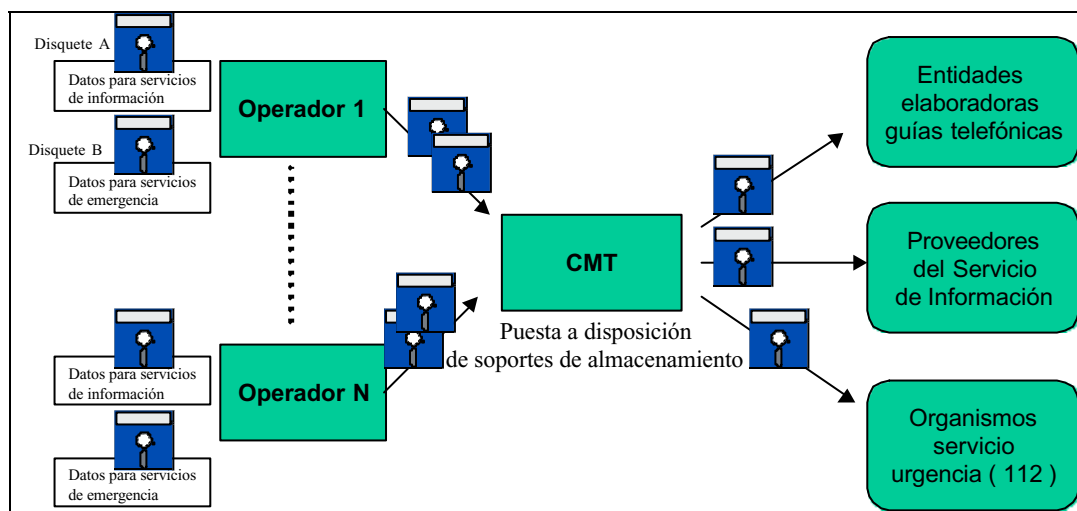 Disquete A
Datos para servicios
de información
Disquete B
Datos para servicios
de emergencia
Operador 1
Datos para servicios
de información
Datos para servicios
de emergencia
Operador N
CMT
Puesta a disposición
de soportes de almacenamiento
Entidades
elaboradoras
guías telefónicas
Proveedores
del Servicio
de Información
Organismos
servicio
urgencia ( 112 )